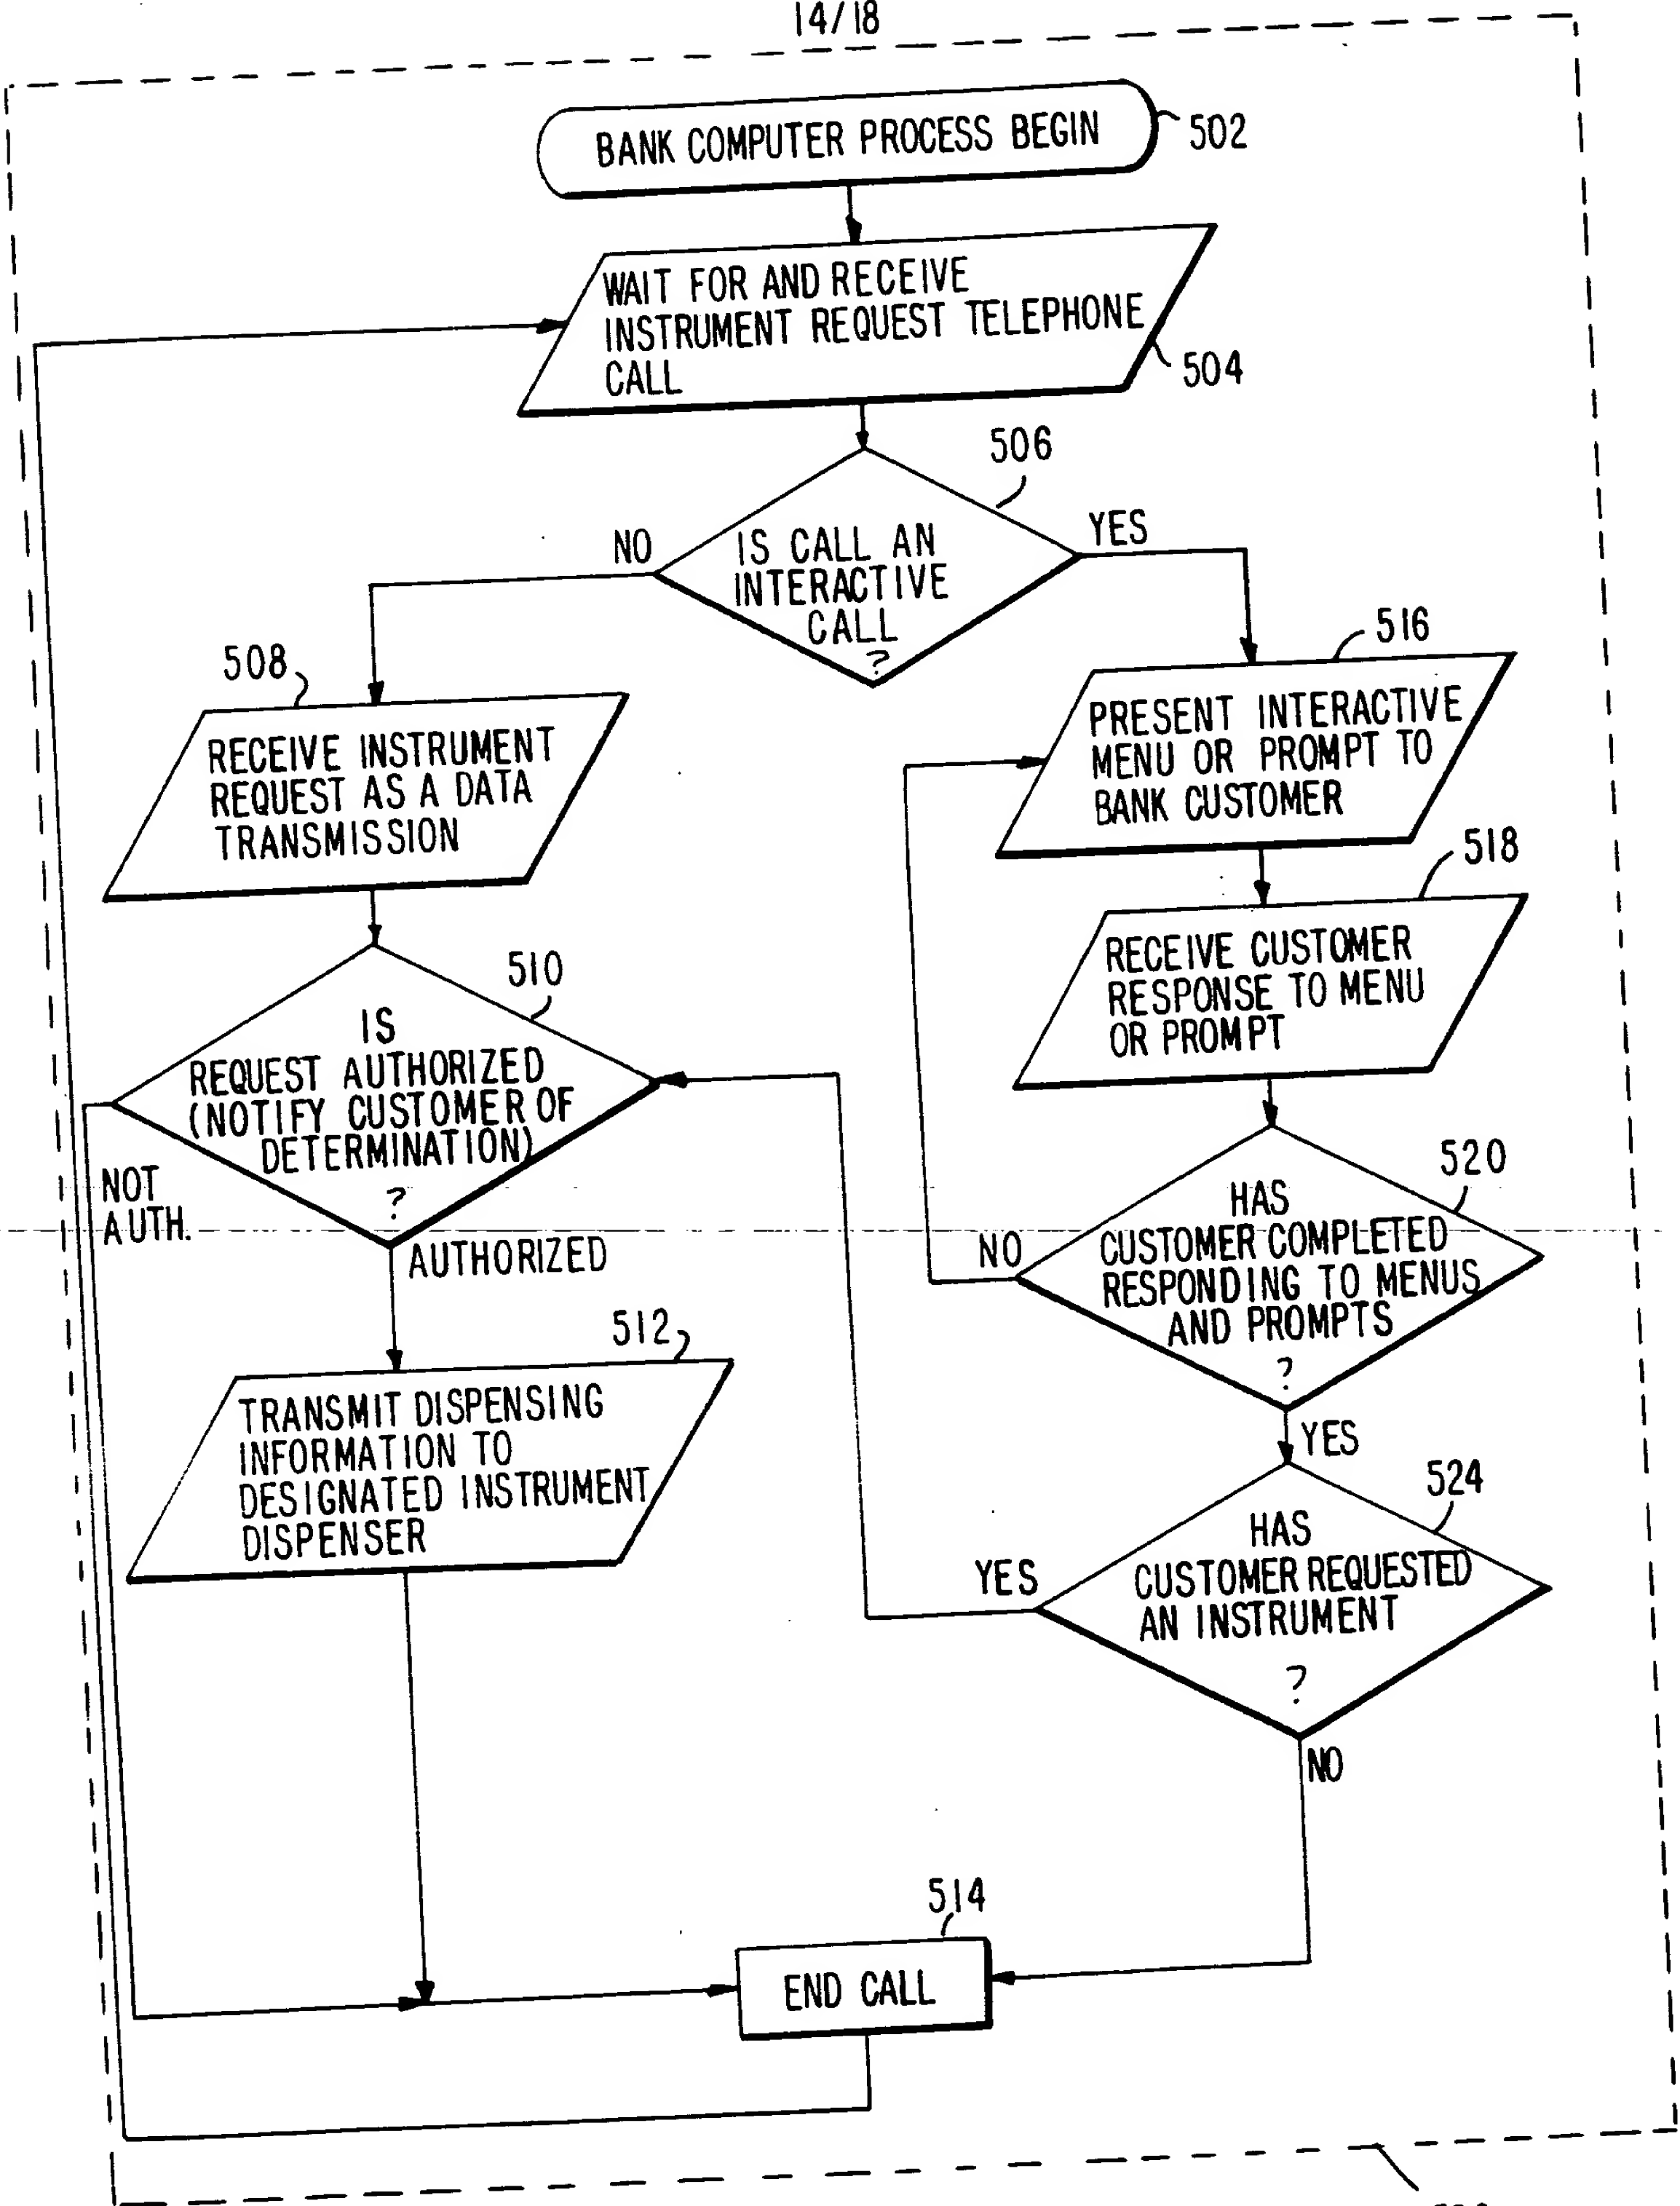 14/18
BANK COMPUTER PROCESS BEGIN
502
WAIT FOR AND RECEIVE
INSTRUMENT REQUEST TELEPHONE
CALL
504
506
NO
YES
IS CALL AN
INTERACTIVE
CALL
?
508
RECEIVE INSTRUMENT
REQUEST AS A DATA
TRANSMISSION
516
PRESENT INTERACTIVE
MENU OR PROMPT TO
BANK CUSTOMER
518
RECEIVE CUSTOMER
RESPONSE TO MENU
OR PROMPT
510
IS
REQUEST AUTHORIZED
(NOTIFY CUSTOMER OF
DETERMINATION)
?
NOT
AUTH.
AUTHORIZED
520
HAS
CUSTOMER COMPLETED
RESPONDING TO MENUS
AND PROMPTS
?
NO
YES
512
TRANSMIT DISPENSING
INFORMATION TO
DESIGNATED INSTRUMENT
DISPENSER
524
HAS
CUSTOMER REQUESTED
AN INSTRUMENT
?
YES
NO
514
END CALL